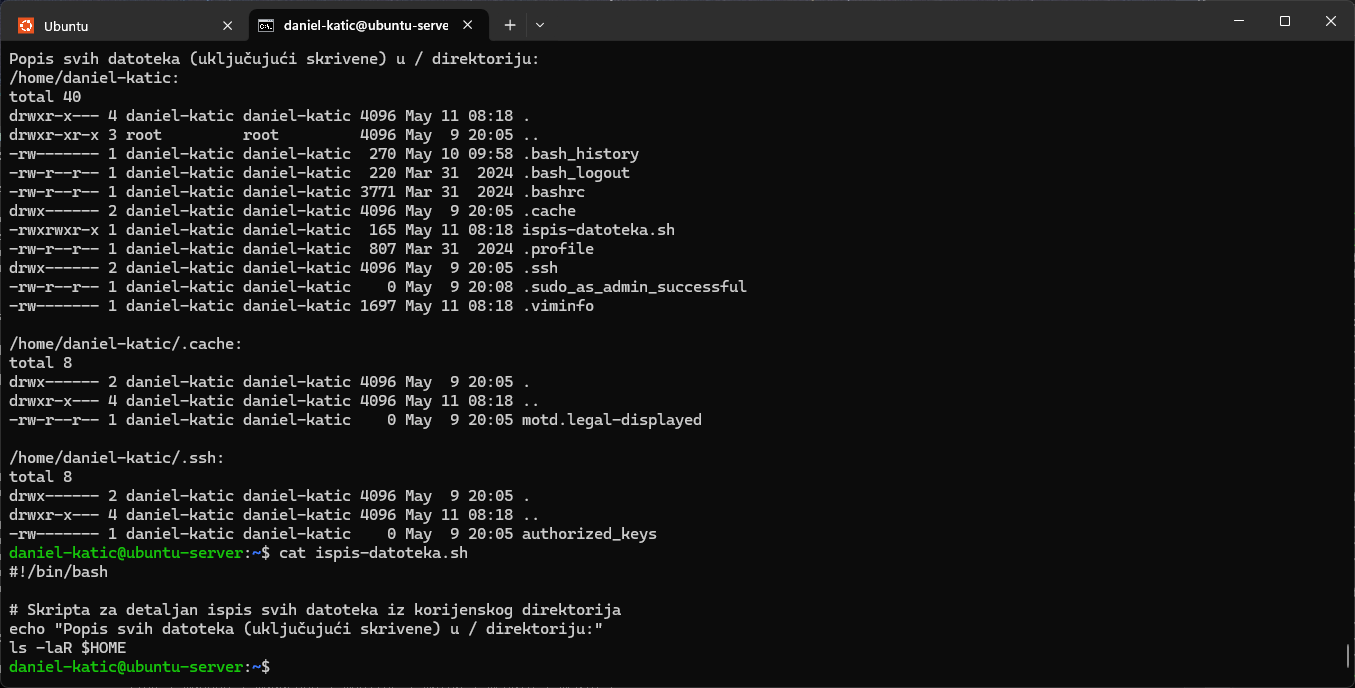 Ubuntu
daniel-katic@ubuntu-serve
Popis svih datoteka (uključujući skrivene) u / direktoriju:
/home/daniel-katic:
total 40
drwxr-x--- 4 daniel-katic daniel-katic 4096 May 11 08:18 .
drwxr-xr-x 3 root         root         4096 May  9 20:05 ..
-rw------- 1 daniel-katic daniel-katic  270 May 10 09:58 .bash_history
-rw-r--r-- 1 daniel-katic daniel-katic  220 Mar 31  2024 .bash_logout
-rw-r--r-- 1 daniel-katic daniel-katic 3771 Mar 31  2024 .bashrc
drwx------ 2 daniel-katic daniel-katic 4096 May  9 20:05 .cache
-rwxrwxr-x 1 daniel-katic daniel-katic  165 May 11 08:18 ispis-datoteka.sh
-rw-r--r-- 1 daniel-katic daniel-katic  807 Mar 31  2024 .profile
drwx------ 2 daniel-katic daniel-katic 4096 May  9 20:05 .ssh
-rw-r--r-- 1 daniel-katic daniel-katic    0 May  9 20:08 .sudo_as_admin_successful
-rw------- 1 daniel-katic daniel-katic 1697 May 11 08:18 .viminfo

/home/daniel-katic/.cache:
total 8
drwx------ 2 daniel-katic daniel-katic 4096 May  9 20:05 .
drwxr-x--- 4 daniel-katic daniel-katic 4096 May 11 08:18 ..
-rw-r--r-- 1 daniel-katic daniel-katic    0 May  9 20:05 motd.legal-displayed

/home/daniel-katic/.ssh:
total 8
drwx------ 2 daniel-katic daniel-katic 4096 May  9 20:05 .
drwxr-x--- 4 daniel-katic daniel-katic 4096 May 11 08:18 ..
-rw------- 1 daniel-katic daniel-katic    0 May  9 20:05 authorized_keys
daniel-katic@ubuntu-server:~$ cat ispis-datoteka.sh
#!/bin/bash

# Skripta za detaljan ispis svih datoteka iz korijenskog direktorija
echo "Popis svih datoteka (uključujući skrivene) u / direktoriju:"
ls -laR $HOME
daniel-katic@ubuntu-server:~$